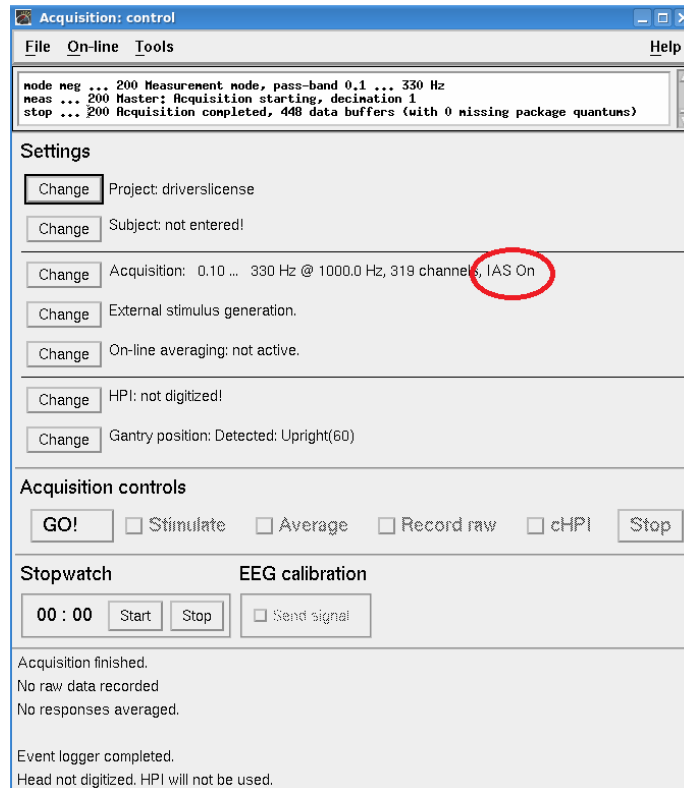 Acquisition: control
File On-line Tools Help
mode meg ... 200 Measurement mode, pass-band 0.1 ... 330 Hz
meas ... 200 Master: Acquisition starting, decimation 1
stop ... 200 Acquisition completed, 448 data buffers (with 0 missing package quantums)
Settings
Change Project: driverslicense
Change Subject: not entered!
Change Acquisition: 0.10 ... 330 Hz @ 1000.0 Hz, 319 channels, IAS On
Change External stimulus generation.
Change On-line averaging: not active.
Change HPI: not digitized!
Change Gantry position: Detected: Upright(60)
Acquisition controls
GO! Stimulate Average Record raw cHPI Stop
Stopwatch EEG calibration
00 : 00 Start Stop Send signal
Acquisition finished.
No raw data recorded
No responses averaged.
Event logger completed.
Head not digitized. HPI will not be used.